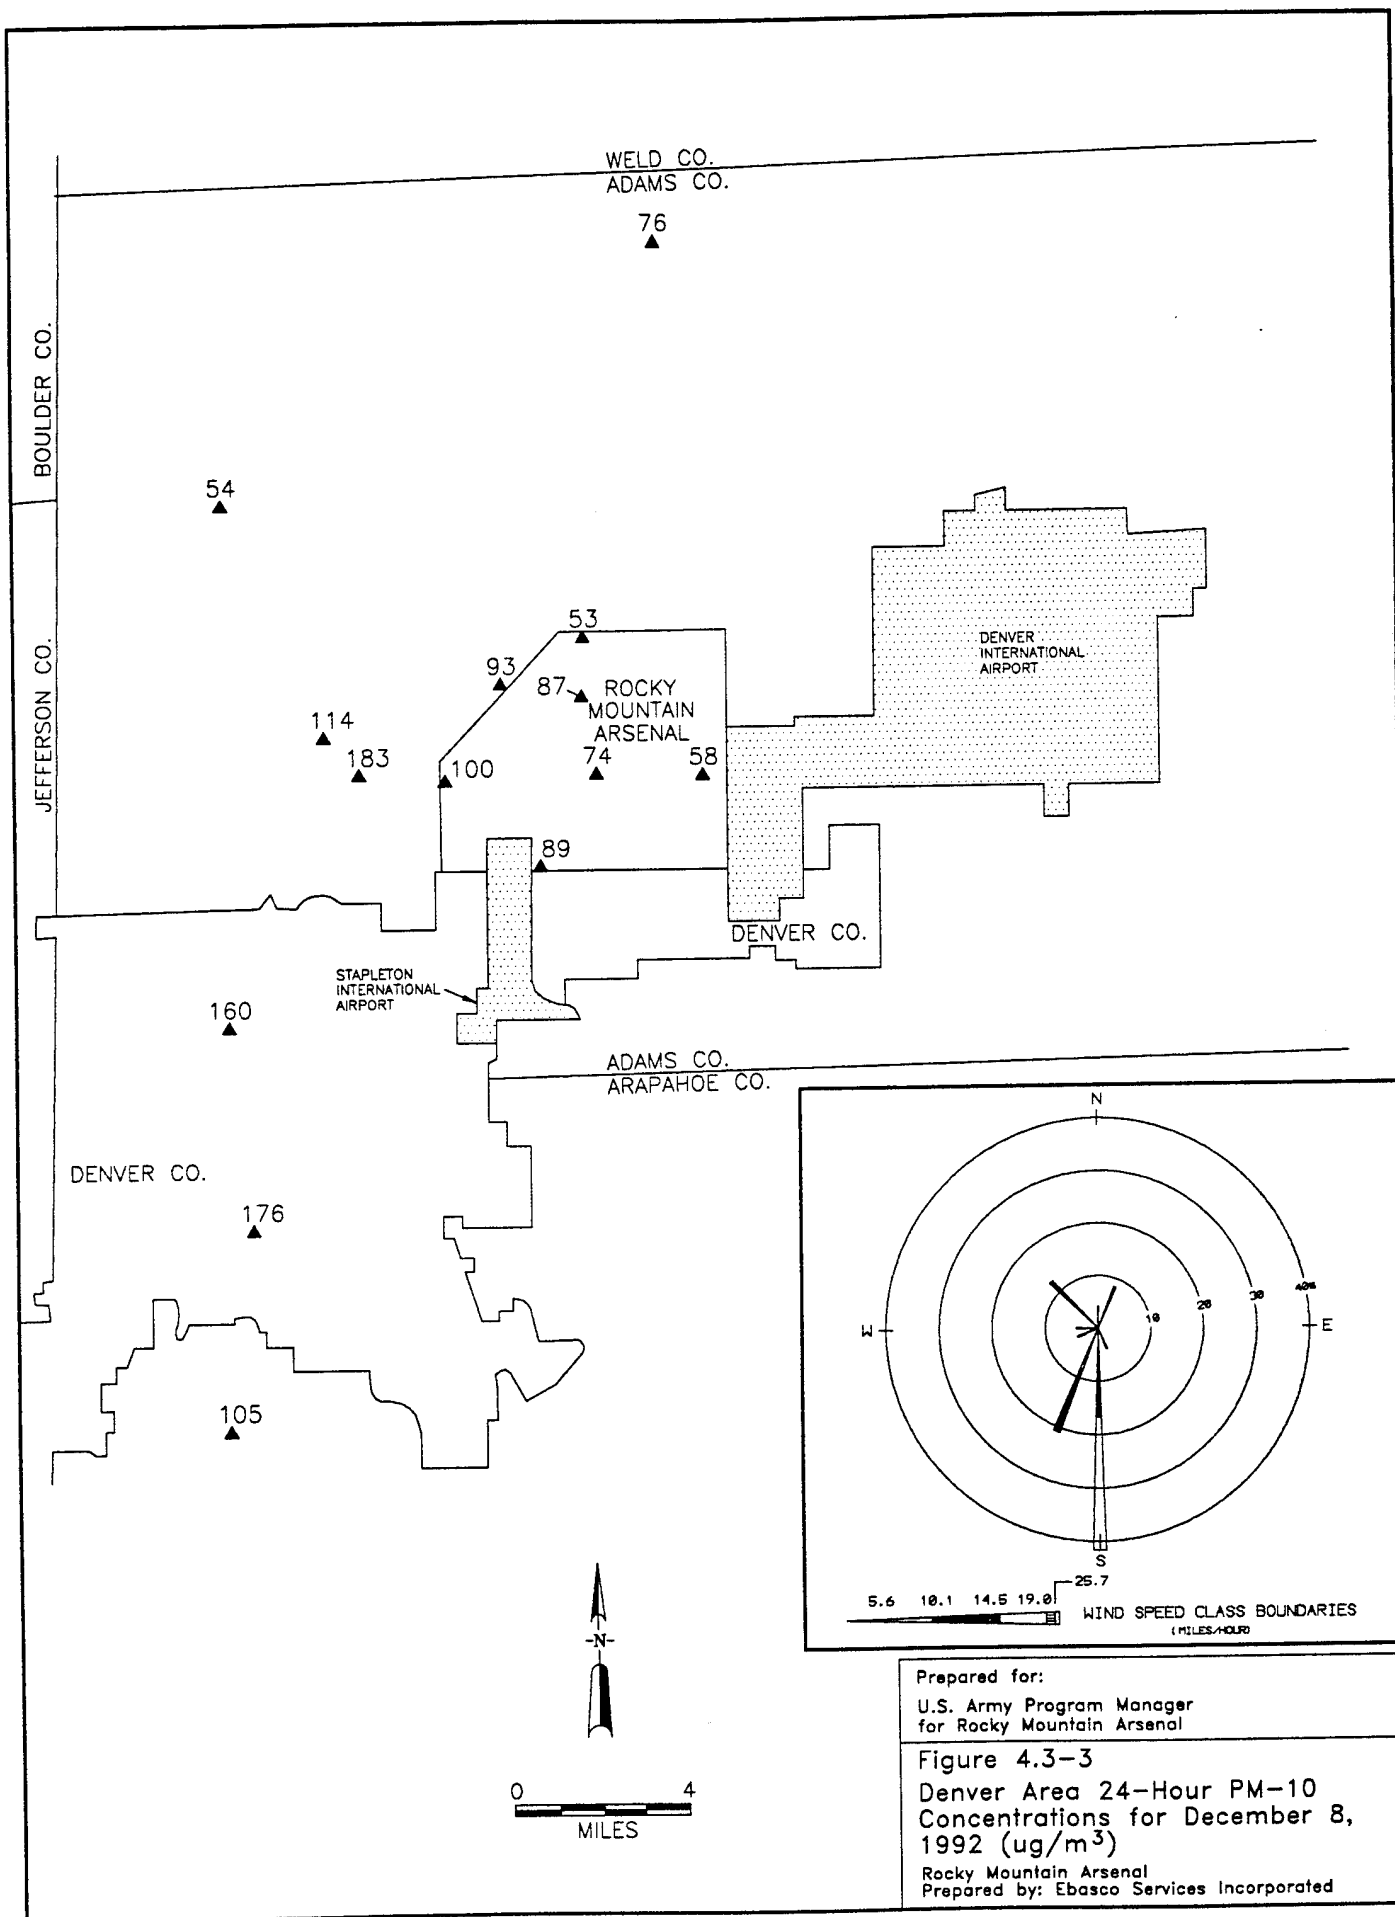 WELD CO.
ADAMS CO.
76
BOULDER CO.
54
JEFFERSON CO.
53
93
87
ROCKY
MOUNTAIN
ARSENAL
DENVER
INTERNATIONAL
AIRPORT
114
183
100
74
58
89
DENVER CO.
STAPLETON
INTERNATIONAL
AIRPORT
160
ADAMS CO.
ARAPAHOE CO.
DENVER CO.
176
105
N
W
E
S
10
20
30
40%
25.7
5.6 10.1 14.5 19.0
WIND SPEED CLASS BOUNDARIES
(MILES/HOUR)
-N-
0 4
MILES
Prepared for:
U.S. Army Program Manager
for Rocky Mountain Arsenal
Figure 4.3-3
Denver Area 24-Hour PM-10
Concentrations for December 8,
1992 (ug/m³)
Rocky Mountain Arsenal
Prepared by: Ebasco Services Incorporated